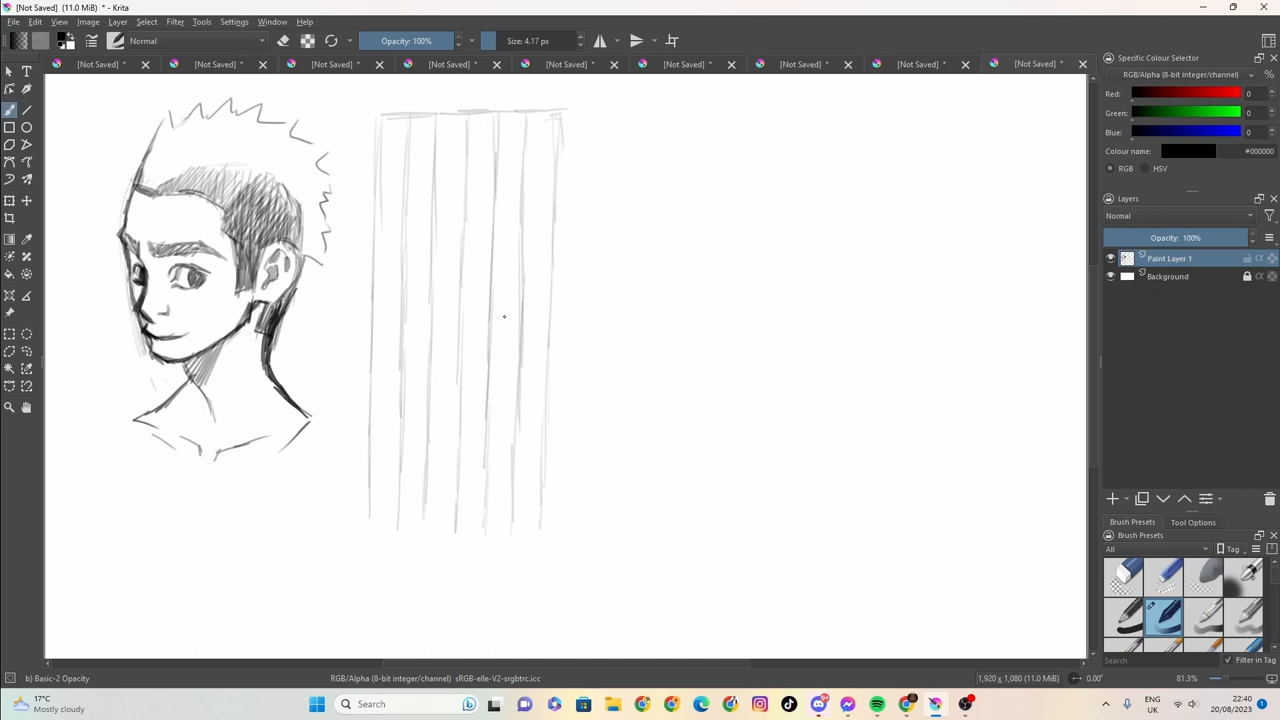 [Not Saved] (11.0 MiB) * - Krita
File Edit View Image Layer Select Filter Tools Settings Window Help
Normal Opacity: 100% Size: 4.17 px
[Not Saved] * [Not Saved] * [Not Saved] * [Not Saved] * [Not Saved] * [Not Saved] * [Not Saved] * [Not Saved] * [Not Saved] *
Specific Colour Selector
RGB/Alpha (8-bit integer/channel) %
Red: 0
Green: 0
Blue: 0
Colour name: #000000
RGB HSV
Layers
Normal
Opacity: 100%
Paint Layer 1
Background
Brush Presets Tool Options
Brush Presets
All Tag
Search Filter in Tag
b) Basic-2 Opacity RGB/Alpha (8-bit integer/channel) sRGB-elle-V2-srgbtrc.icc 1,920 x 1,080 (11.0 MiB) 0.00° 81.3%
17°C
Mostly cloudy
Search
ENG
UK
22:40
20/08/2023